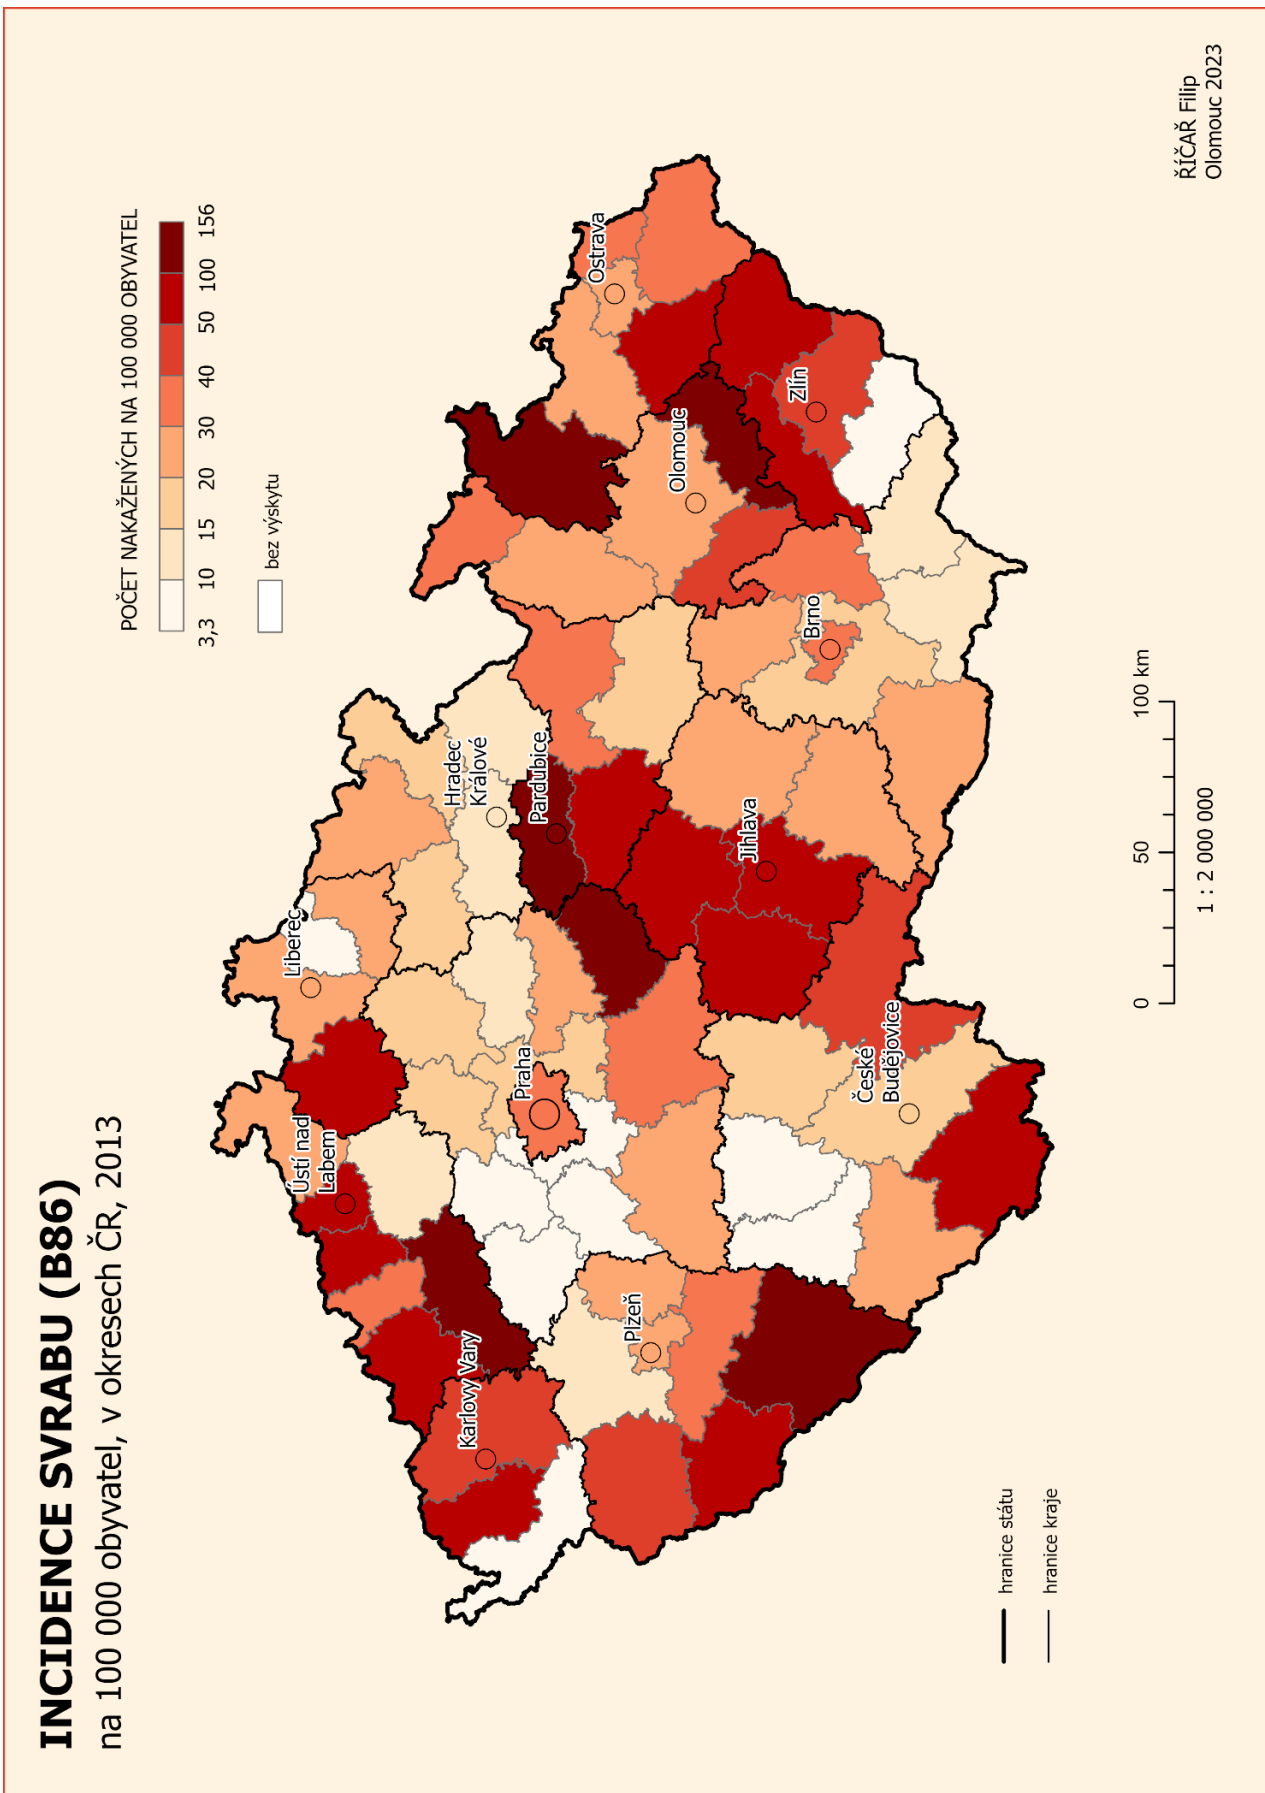 INCIDENCE SVRABU (B86)
na 100 000 obyvatel, v okresech ČR, 2013
POČET NAKAŽENÝCH NA 100 000 OBYVATEL
3,3 10 15 20 30 40 50 100 156
bez výskytu
Liberec
Ústí nad
Labem
Karlovy Vary
Praha
Hradec
Králové
Pardubice
Plzeň
Ostrava
Olomouc
Jihlava
Zlín
Brno
České
Budějovice
hranice státu
hranice kraje
0 50 100 km
1 : 2 000 000
ŘÍČAŘ Filip
Olomouc 2023